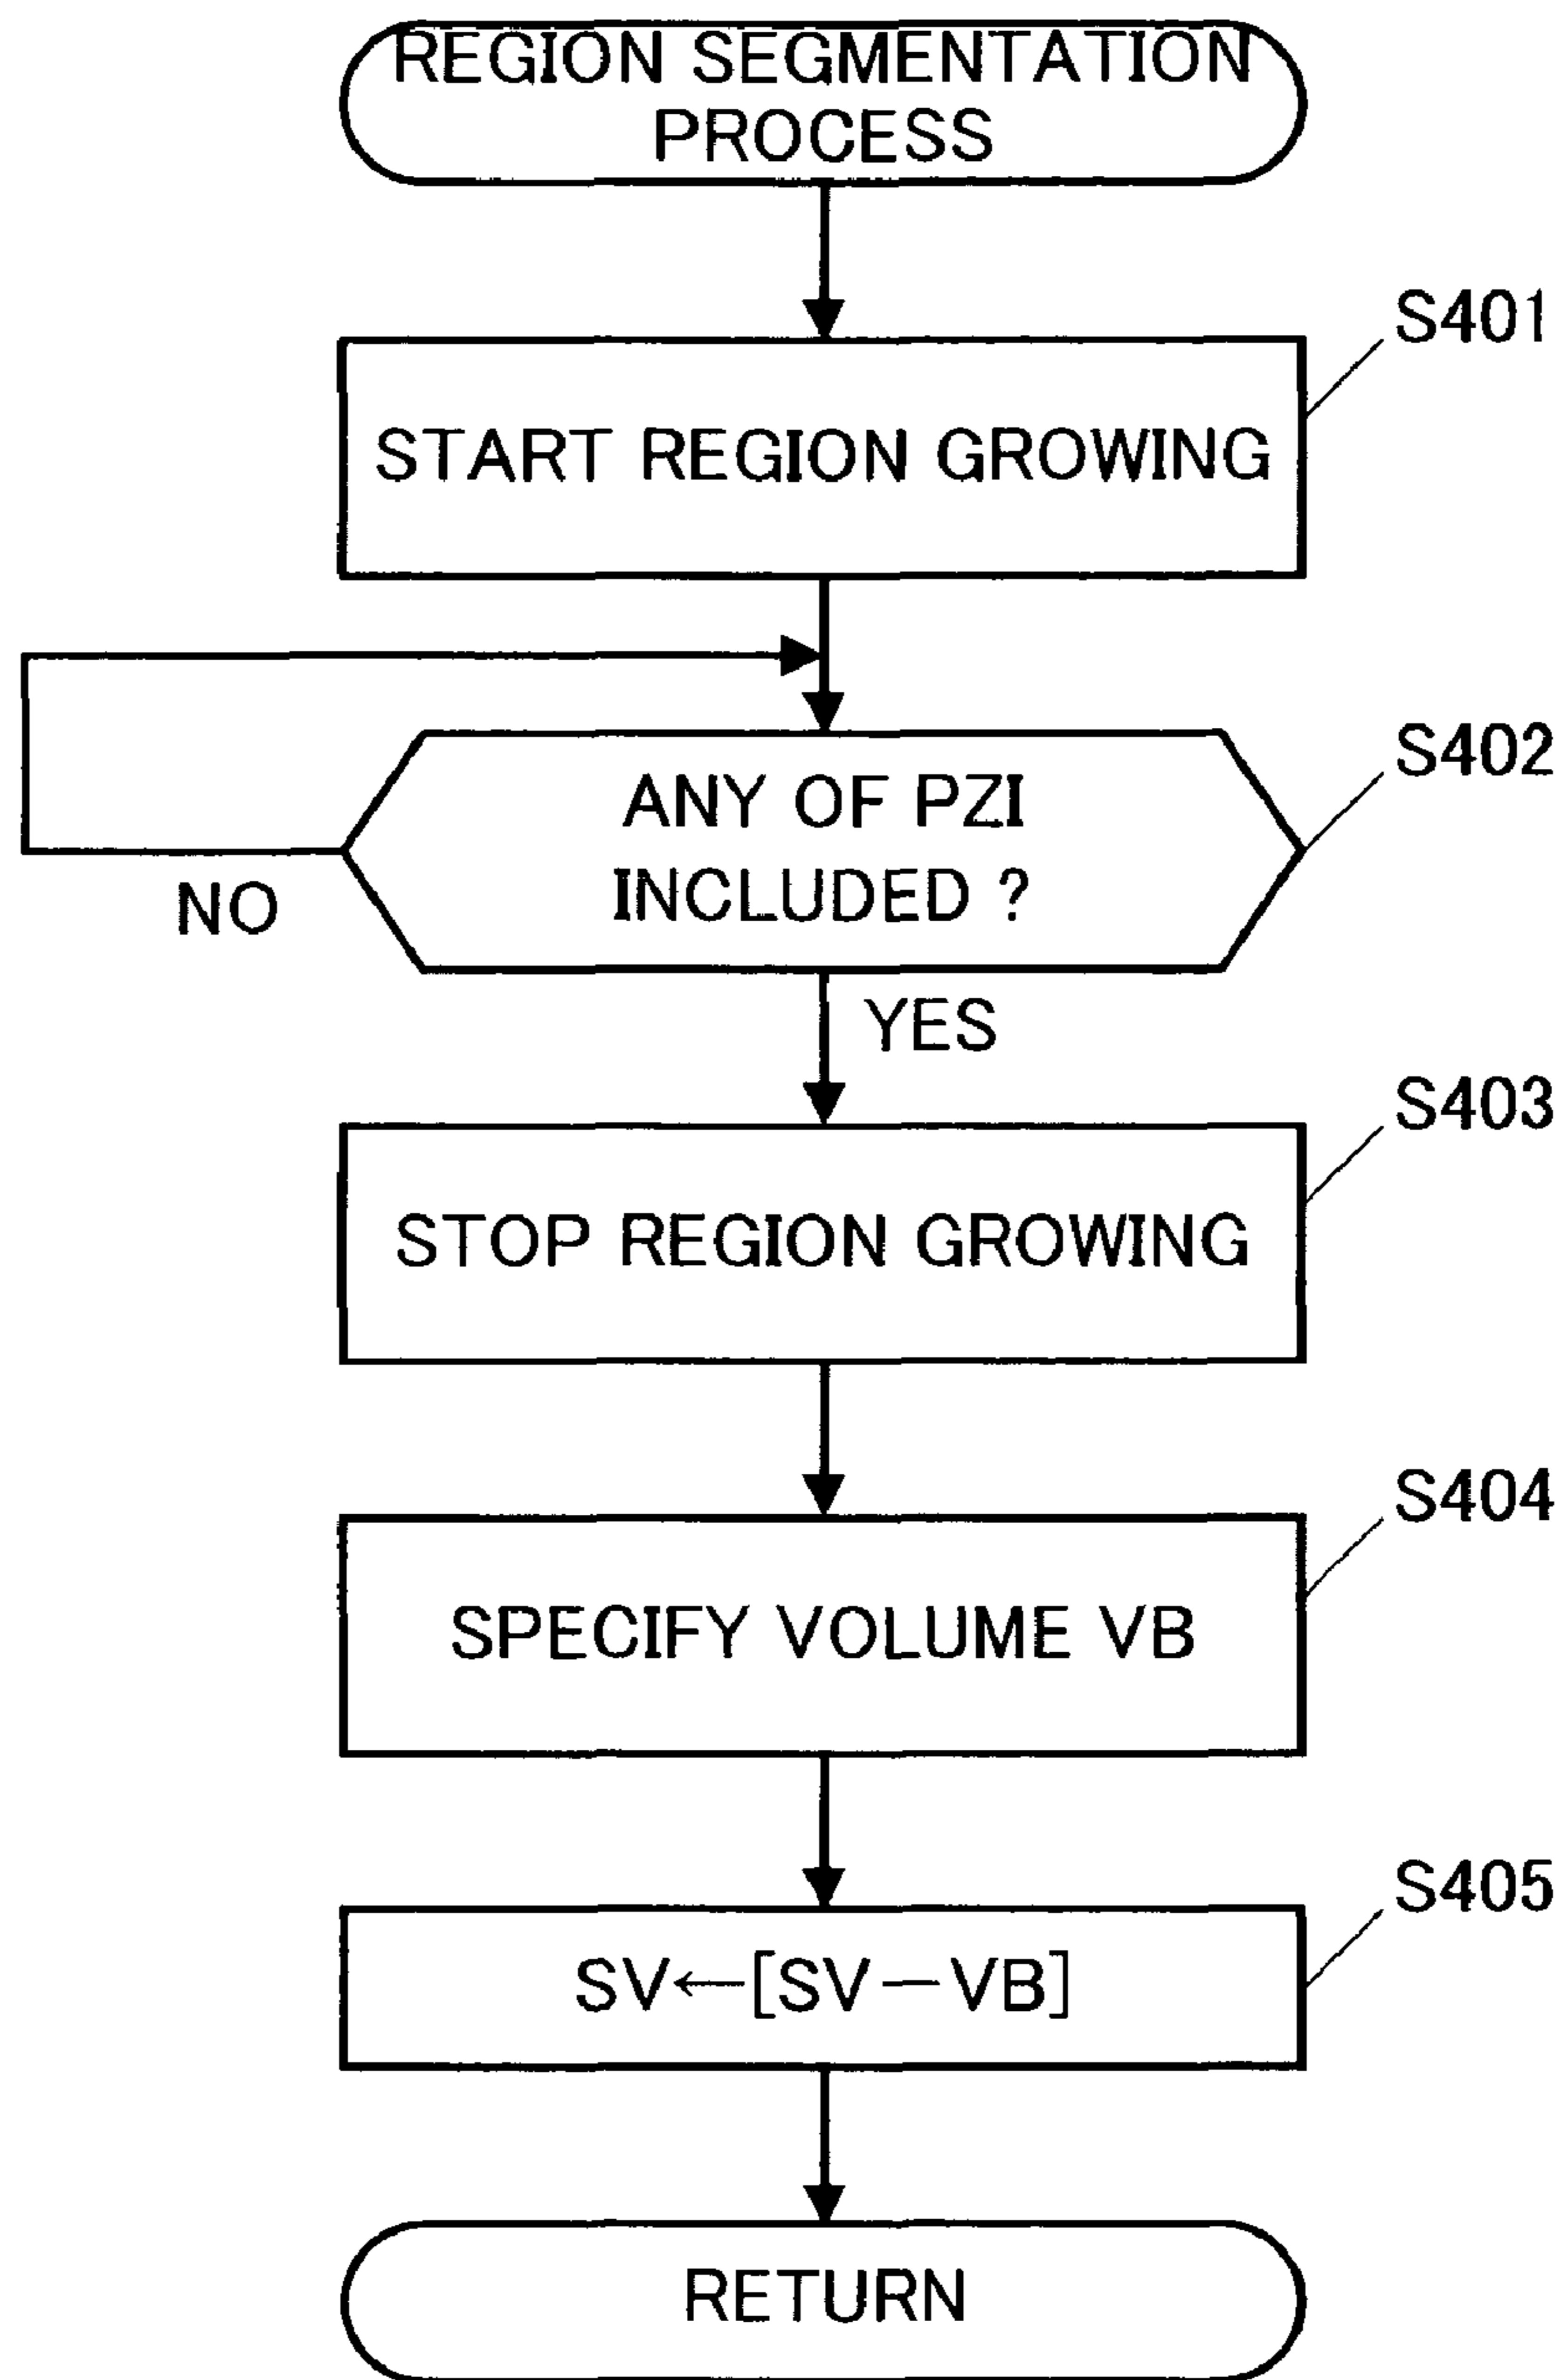 REGION SEGMENTATION
PROCESS
S401
START REGION GROWING
S402
ANY OF PZI
INCLUDED ?
NO
YES
S403
STOP REGION GROWING
S404
SPECIFY VOLUME VB
S405
SV←[SV－VB]
RETURN